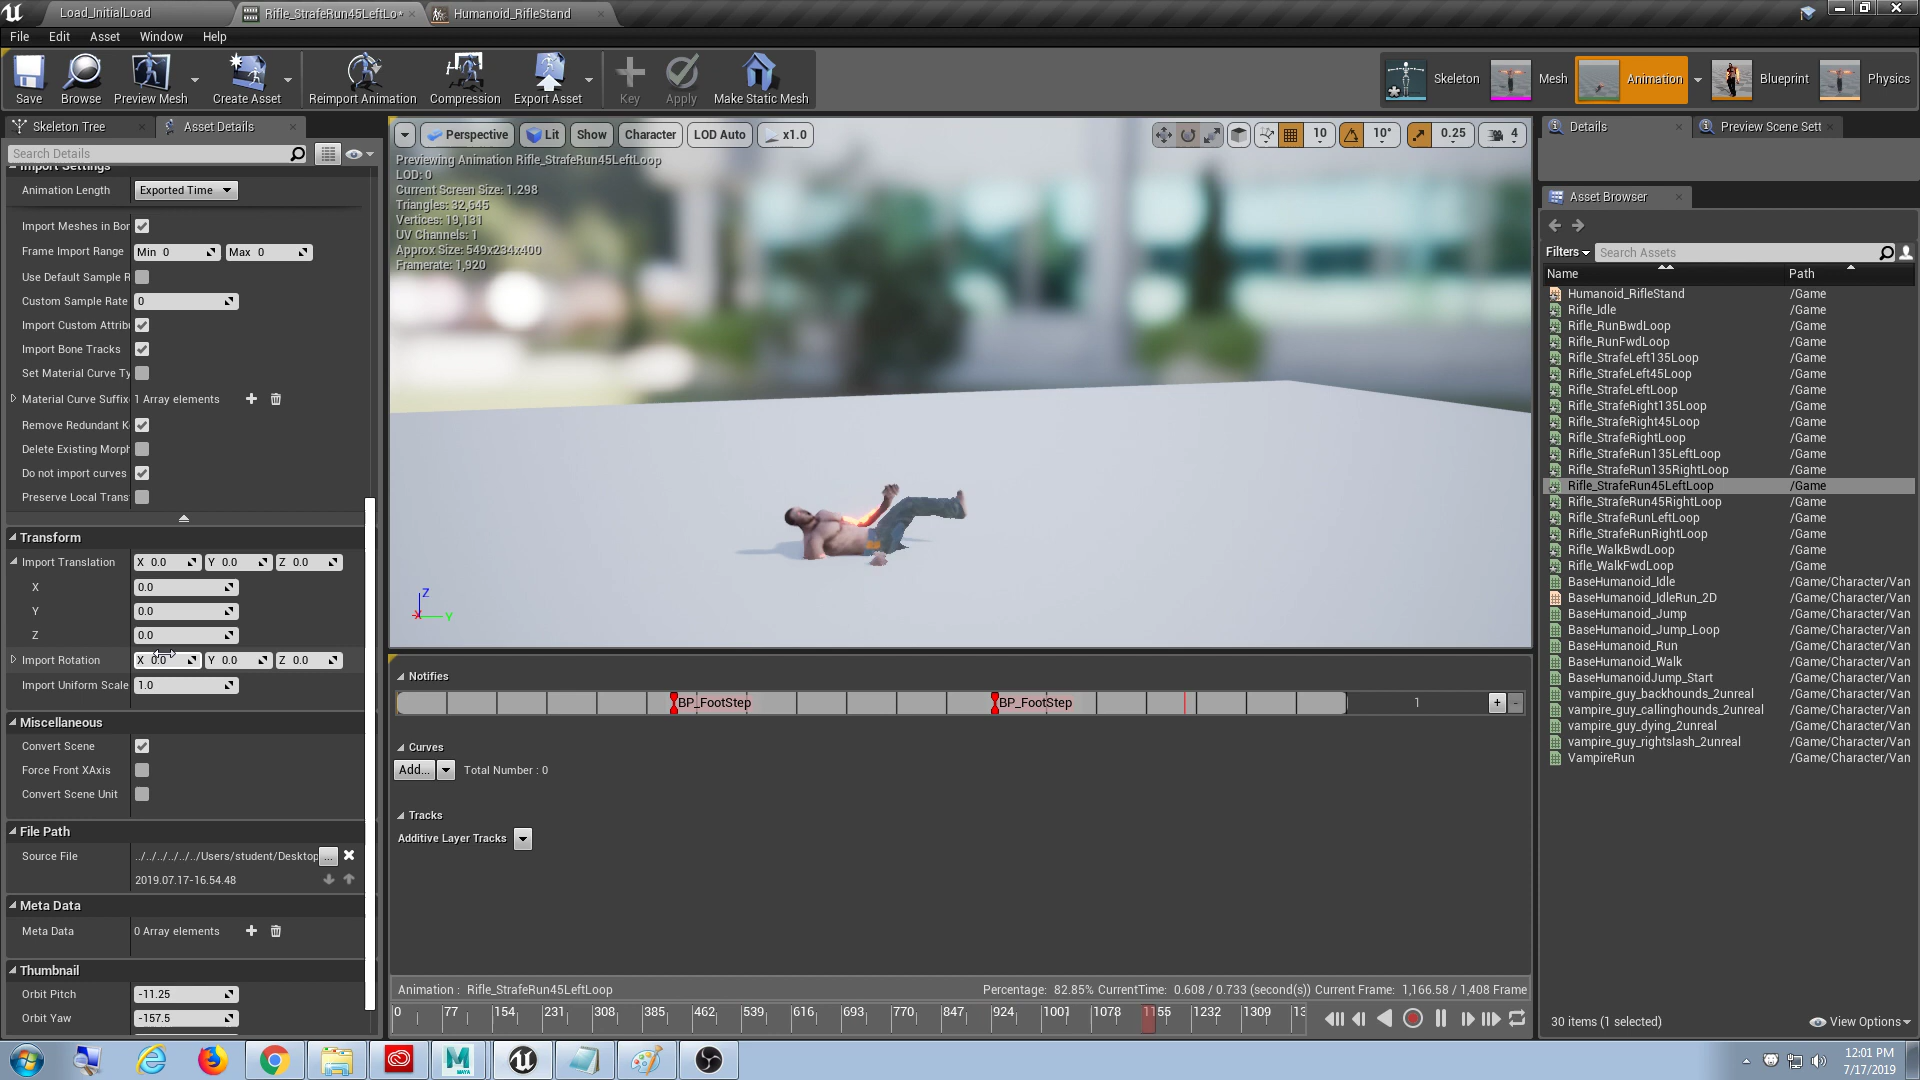 Load_InitialLoad
Rifle_StrafeRun45LeftLo*
Humanoid_RifleStand
File Edit Asset Window Help
Save Browse Preview Mesh Create Asset Reimport Animation Compression Export Asset Key Apply Make Static Mesh
Skeleton Mesh Animation Blueprint Physics
Skeleton Tree Asset Details
Search Details
Import Settings
Animation Length Exported Time
Import Meshes in Bor
Frame Import Range Min 0 Max 0
Use Default Sample R
Custom Sample Rate 0
Import Custom Attrib
Import Bone Tracks
Set Material Curve Ty
Material Curve Suffix 1 Array elements
Remove Redundant K
Delete Existing Morph
Do not import curves
Preserve Local Trans
Transform
Import Translation X 0.0 Y 0.0 Z 0.0
X 0.0
Y 0.0
Z 0.0
Import Rotation X 0.0 Y 0.0 Z 0.0
Import Uniform Scale 1.0
Miscellaneous
Convert Scene
Force Front XAxis
Convert Scene Unit
File Path
Source File ../../../../../../Users/student/Desktop ...
2019.07.17-16.54.48
Meta Data
Meta Data 0 Array elements
Thumbnail
Orbit Pitch -11.25
Orbit Yaw -157.5
Perspective Lit Show Character LOD Auto x1.0
10 10° 0.25 4
Previewing Animation Rifle_StrafeRun45LeftLoop
LOD: 0
Current Screen Size: 1.298
Triangles: 32,645
Vertices: 19,131
UV Channels: 1
Approx Size: 549x234x400
Framerate: 1,920
Z
X Y
Notifies
BP_FootStep BP_FootStep 1 + -
Curves
Add... Total Number : 0
Tracks
Additive Layer Tracks
Animation : Rifle_StrafeRun45LeftLoop
Percentage: 82.85% CurrentTime: 0.608 / 0.733 (second(s)) Current Frame: 1,166.58 / 1,408 Frame
0 77 154 231 308 385 462 539 616 693 770 847 924 1001 1078 1155 1232 1309 13
Details Preview Scene Sett
Asset Browser
Filters Search Assets
Name Path
Humanoid_RifleStand /Game
Rifle_Idle /Game
Rifle_RunBwdLoop /Game
Rifle_RunFwdLoop /Game
Rifle_StrafeLeft135Loop /Game
Rifle_StrafeLeft45Loop /Game
Rifle_StrafeLeftLoop /Game
Rifle_StrafeRight135Loop /Game
Rifle_StrafeRight45Loop /Game
Rifle_StrafeRightLoop /Game
Rifle_StrafeRun135LeftLoop /Game
Rifle_StrafeRun135RightLoop /Game
Rifle_StrafeRun45LeftLoop /Game
Rifle_StrafeRun45RightLoop /Game
Rifle_StrafeRunLeftLoop /Game
Rifle_StrafeRunRightLoop /Game
Rifle_WalkBwdLoop /Game
Rifle_WalkFwdLoop /Game
BaseHumanoid_Idle /Game/Character/Van
BaseHumanoid_IdleRun_2D /Game/Character/Van
BaseHumanoid_Jump /Game/Character/Van
BaseHumanoid_Jump_Loop /Game/Character/Van
BaseHumanoid_Run /Game/Character/Van
BaseHumanoid_Walk /Game/Character/Van
BaseHumanoidJump_Start /Game/Character/Van
vampire_guy_backhounds_2unreal /Game/Character/Van
vampire_guy_callinghounds_2unreal /Game/Character/Van
vampire_guy_dying_2unreal /Game/Character/Van
vampire_guy_rightslash_2unreal /Game/Character/Van
VampireRun /Game/Character/Van
30 items (1 selected) View Options
MAYA
12:01 PM
7/17/2019